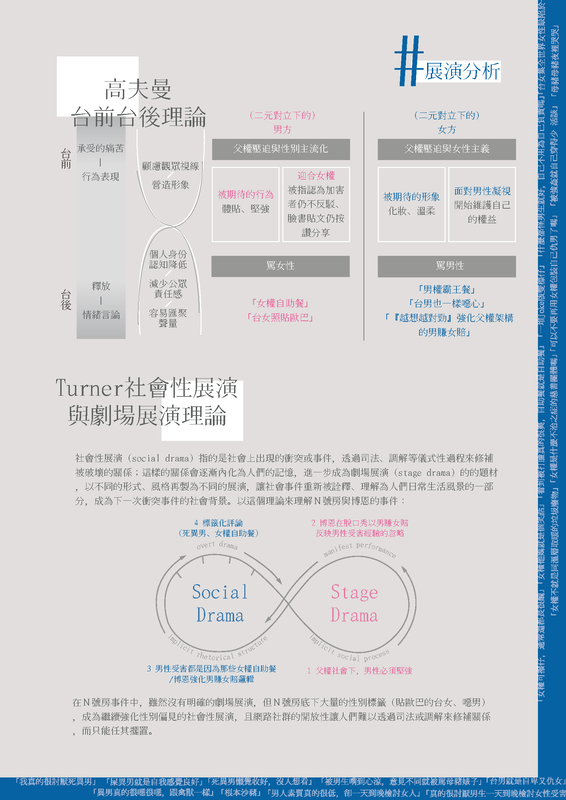 #展演分析
高夫曼
台前台後理論
台前
承受的痛苦
|
行為表現
顧慮觀眾視線
營造形象
(二元對立下的)
男方
父權壓迫與性別主流化
被期待的行為
體貼、堅強
迎合女權
被指認為加害
者仍不反駁、
臉書貼文仍按
讚分享
(二元對立下的)
女方
父權壓迫與女性主義
被期待的形象
化妝、溫柔
面對男性凝視
開始維護自己
的權益
台後
釋放
|
情緒言論
個人身份
認知降低
減少公眾
責任感
容易匯聚
聲量
罵女性
「女權自助餐」
「台女照貼歐巴」
罵男性
「男權霸王餐」
「台男也一樣噁心」
「『越想越對勁』強化父權架構
的男賺女賠」
Turner社會性展演
與劇場展演理論
社會性展演(social drama)指的是社會上出現的衝突或事件,透過司法、調解等儀式性過程來修補
被破壞的關係;這樣的關係會逐漸內化為人們的記憶,進一步成為劇場展演(stage drama)的的題材
,以不同的形式、風格再製為不同的展演,讓社會事件重新被詮釋、理解為人們日常生活風景的一部
分,成為下一次衝突事件的社會背景。以這個理論來理解N號房與博恩的事件:
4 標籤化評論
(死異男、女權自助餐)
2 博恩在脫口秀以男賺女賠
反映男性受害經驗的忽略
overt drama
manifest performance
Social
Drama
Stage
Drama
implicit rhetorical structure
implicit social process
3 男性受害都是因為那些女權自助餐
/博恩強化男賺女賠邏輯
1 父權社會下,男性必須堅強
在N號房事件中,雖然沒有明確的劇場展演,但N號房底下大量的性別標籤(貼歐巴的台女、噁男)
,成為繼續強化性別偏見的社會性展演,且網路社群的開放性讓人們難以透過司法或調解來修補關係
,而只能任其擺置。
「我真的很討厭死異男」「屎異男就是自我感覺良好」「死異男懶覺收好,沒人想看」「被男生噁到心涼,意見不同就被罵母豬婊子」「台男就是自卑又仇女」
「異男真的很噁很噁,跟禽獸一樣」「根本沙豬」「男人素質真的很低,但一天到晚檢討女人」「真的很討厭男生一天到晚檢討女性受害